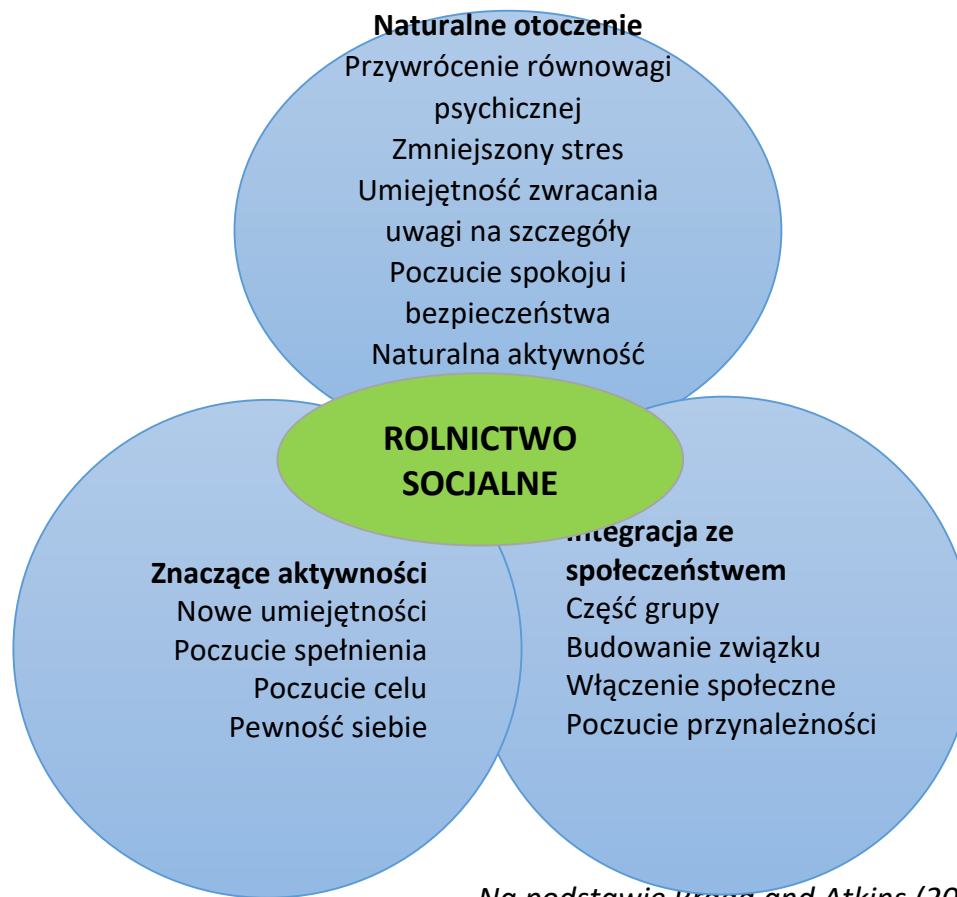 Naturalne otoczenie
Przywrócenie równowagi
psychicznej
Zmniejszony stres
Umiejętność zwracania
uwagi na szczegóły
Poczucie spokoju i
bezpieczeństwa
Naturalna aktywność
ROLNICTWO
SOCJALNE
Znaczące aktywności
Nowe umiejętności
Poczucie spełnienia
Poczucie celu
Pewność siebie
Integracja ze
społeczeństwem
Część grupy
Budowanie związku
Włączenie społeczne
Poczucie przynależności
Na podstawie Bragg and Atkins (20